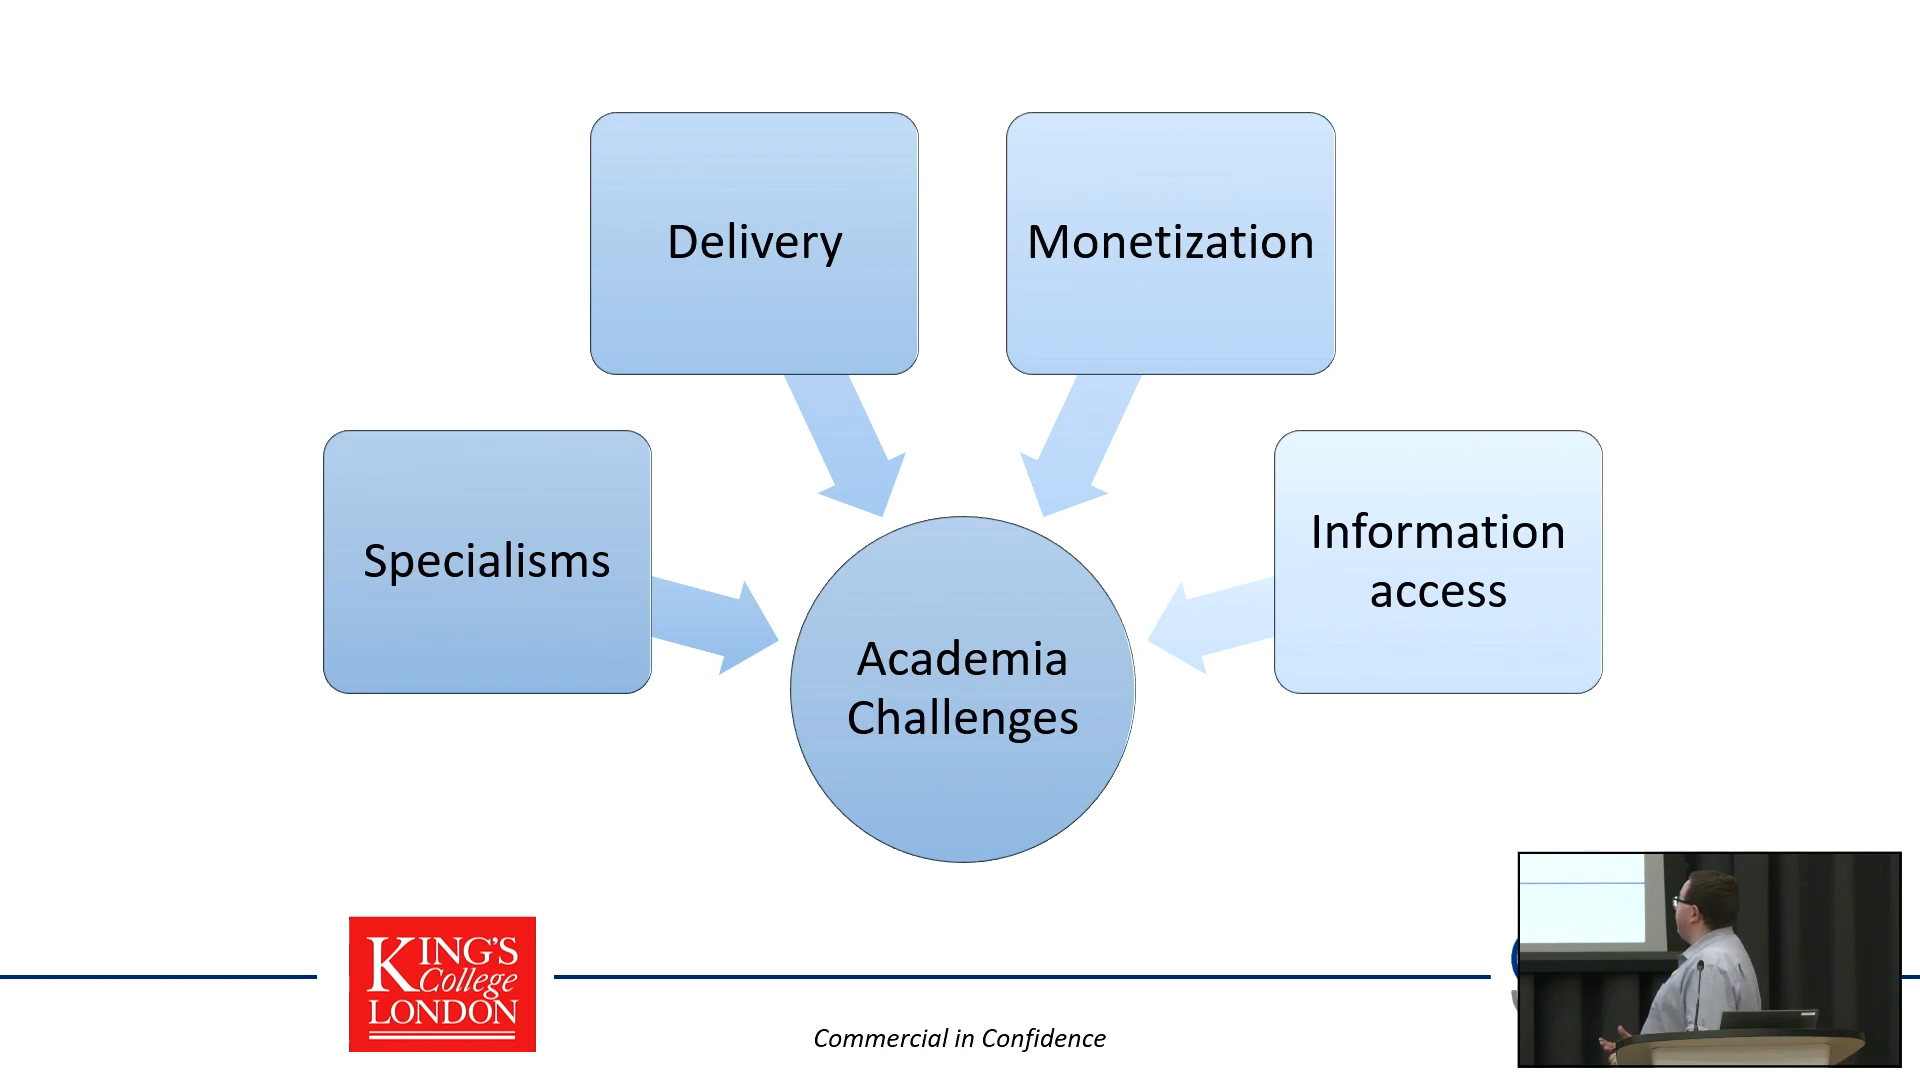 Delivery
Monetization
Specialisms
Information
access
Academia
Challenges
KING'S
College
LONDON
Commercial in Confidence